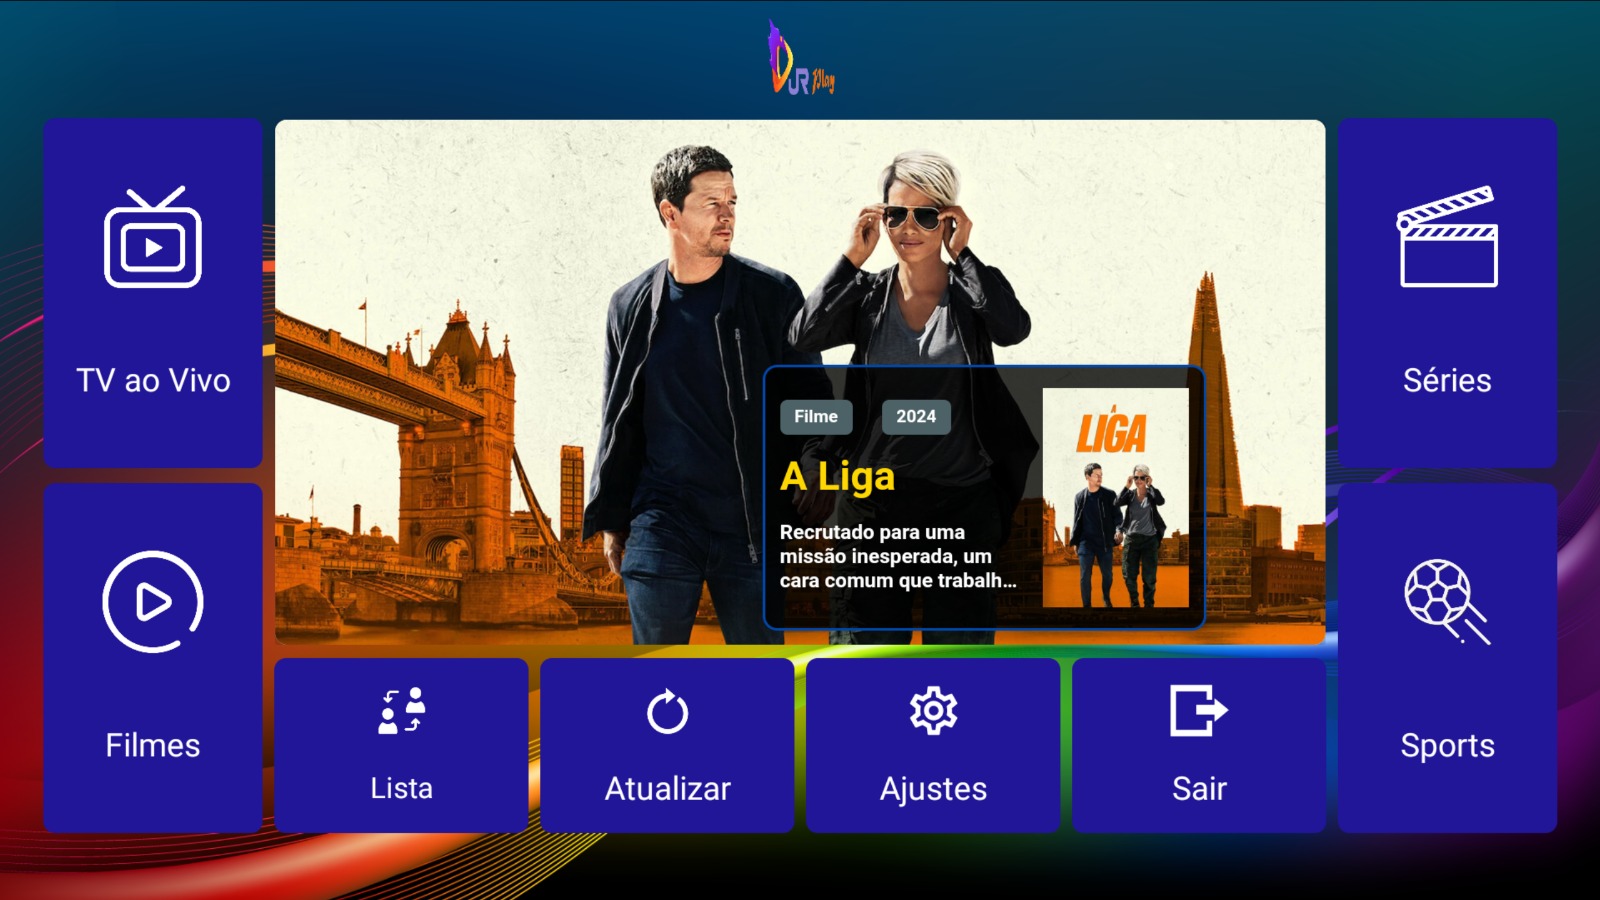 DJR Play
TV ao Vivo
Filmes
Filme 2024
A Liga
Recrutado para uma
missão inesperada, um
cara comum que trabalh...
A
LIGA
Séries
Sports
Lista
Atualizar
Ajustes
Sair